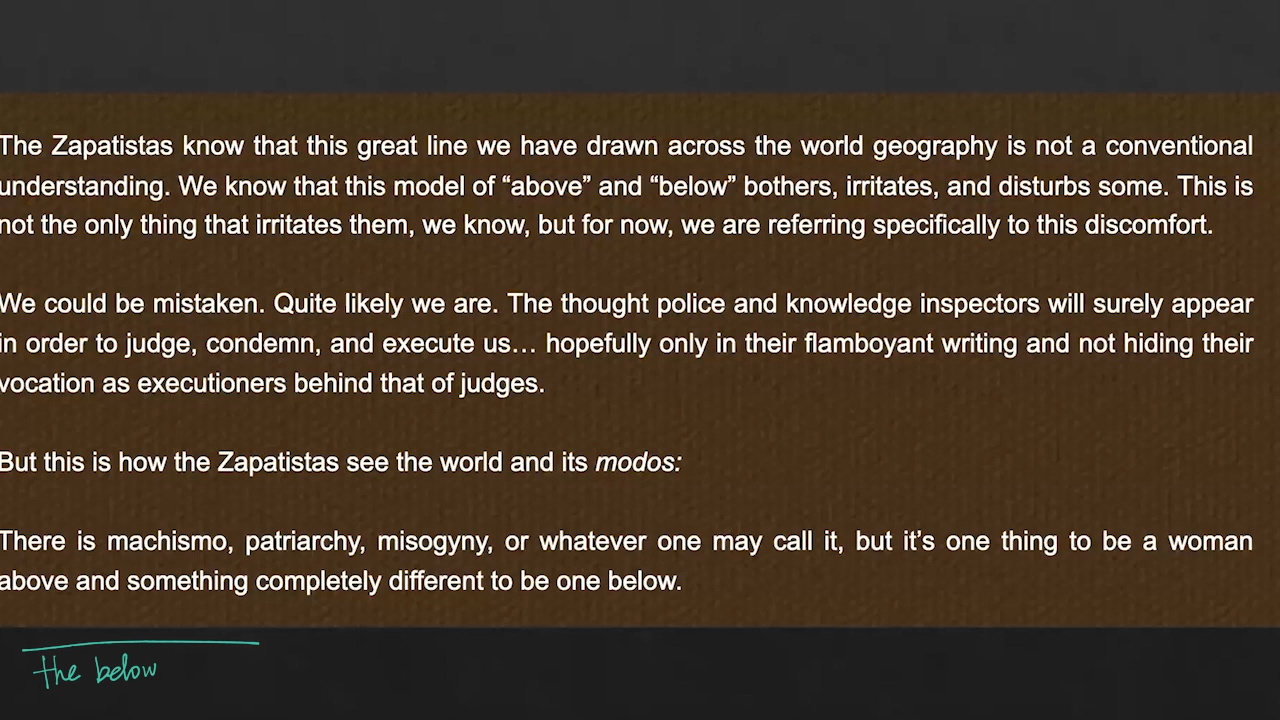 The Zapatistas know that this great line we have drawn across the world geography is not a conventional
understanding. We know that this model of “above” and “below” bothers, irritates, and disturbs some. This is
not the only thing that irritates them, we know, but for now, we are referring specifically to this discomfort.
We could be mistaken. Quite likely we are. The thought police and knowledge inspectors will surely appear
in order to judge, condemn, and execute us… hopefully only in their flamboyant writing and not hiding their
vocation as executioners behind that of judges.
But this is how the Zapatistas see the world and its modos:
There is machismo, patriarchy, misogyny, or whatever one may call it, but it’s one thing to be a woman
above and something completely different to be one below.
the below